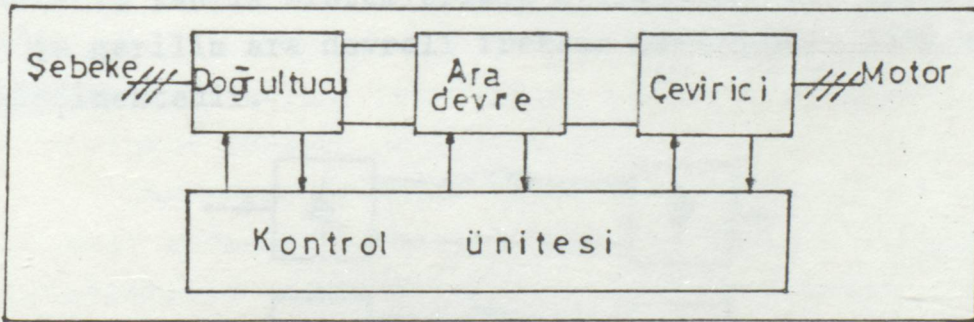 Şebeke
Doğrultucu
Ara
devre
Çevirici
Motor
Kontrol ünitesi